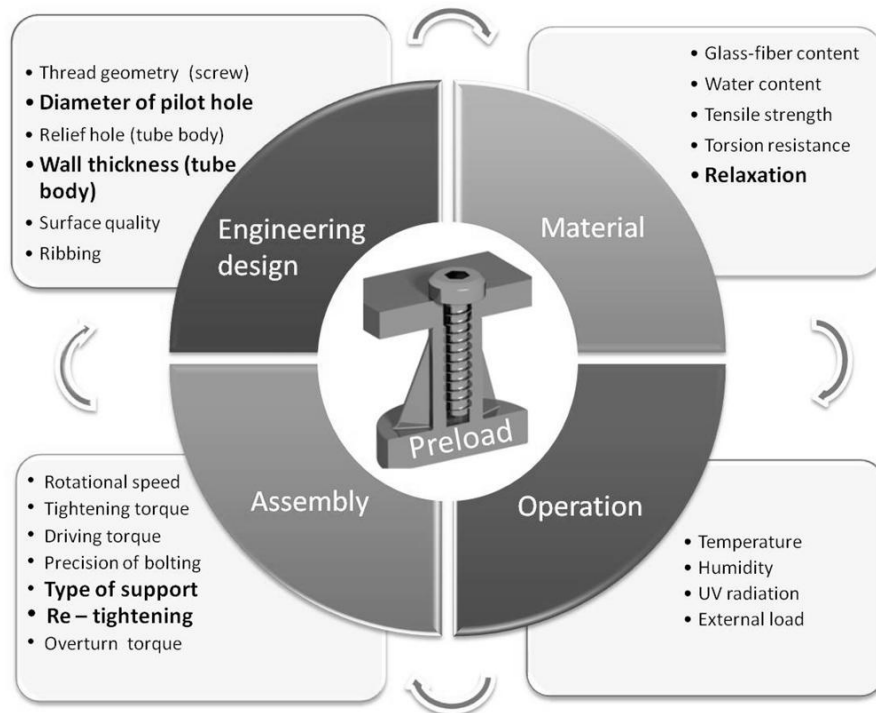 • Thread geometry (screw)
• Diameter of pilot hole
• Relief hole (tube body)
• Wall thickness (tube
body)
• Surface quality
• Ribbing
• Glass-fiber content
• Water content
• Tensile strength
• Torsion resistance
• Relaxation
Engineering
design
Material
Preload
Assembly
Operation
• Rotational speed
• Tightening torque
• Driving torque
• Precision of bolting
• Type of support
• Re – tightening
• Overturn torque
• Temperature
• Humidity
• UV radiation
• External load